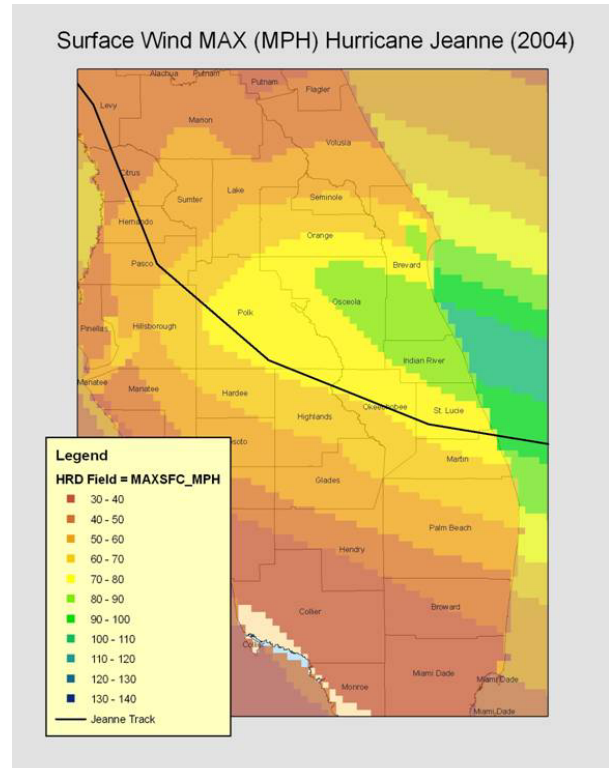 Surface Wind MAX (MPH) Hurricane Jeanne (2004)
Alachua Putnam Putnam Flagler
Levy
Marion
Volusia
Citrus
Sumter Lake
Seminole
Hernando
Orange
Pasco
Brevard
Polk
Osceola
Pinellas
Hillsborough
Indian River
Manatee
Manatee
Hardee
Okeechobee
St. Lucie
Highlands
Martin
Glades
Palm Beach
Hendry
Collier
Broward
Collier
Miami Dade
Miami Dade
Monroe
Miami Dade
Legend
HRD Field = MAXSFC_MPH
30 - 40
40 - 50
50 - 60
60 - 70
70 - 80
80 - 90
90 - 100
100 - 110
110 - 120
120 - 130
130 - 140
Jeanne Track